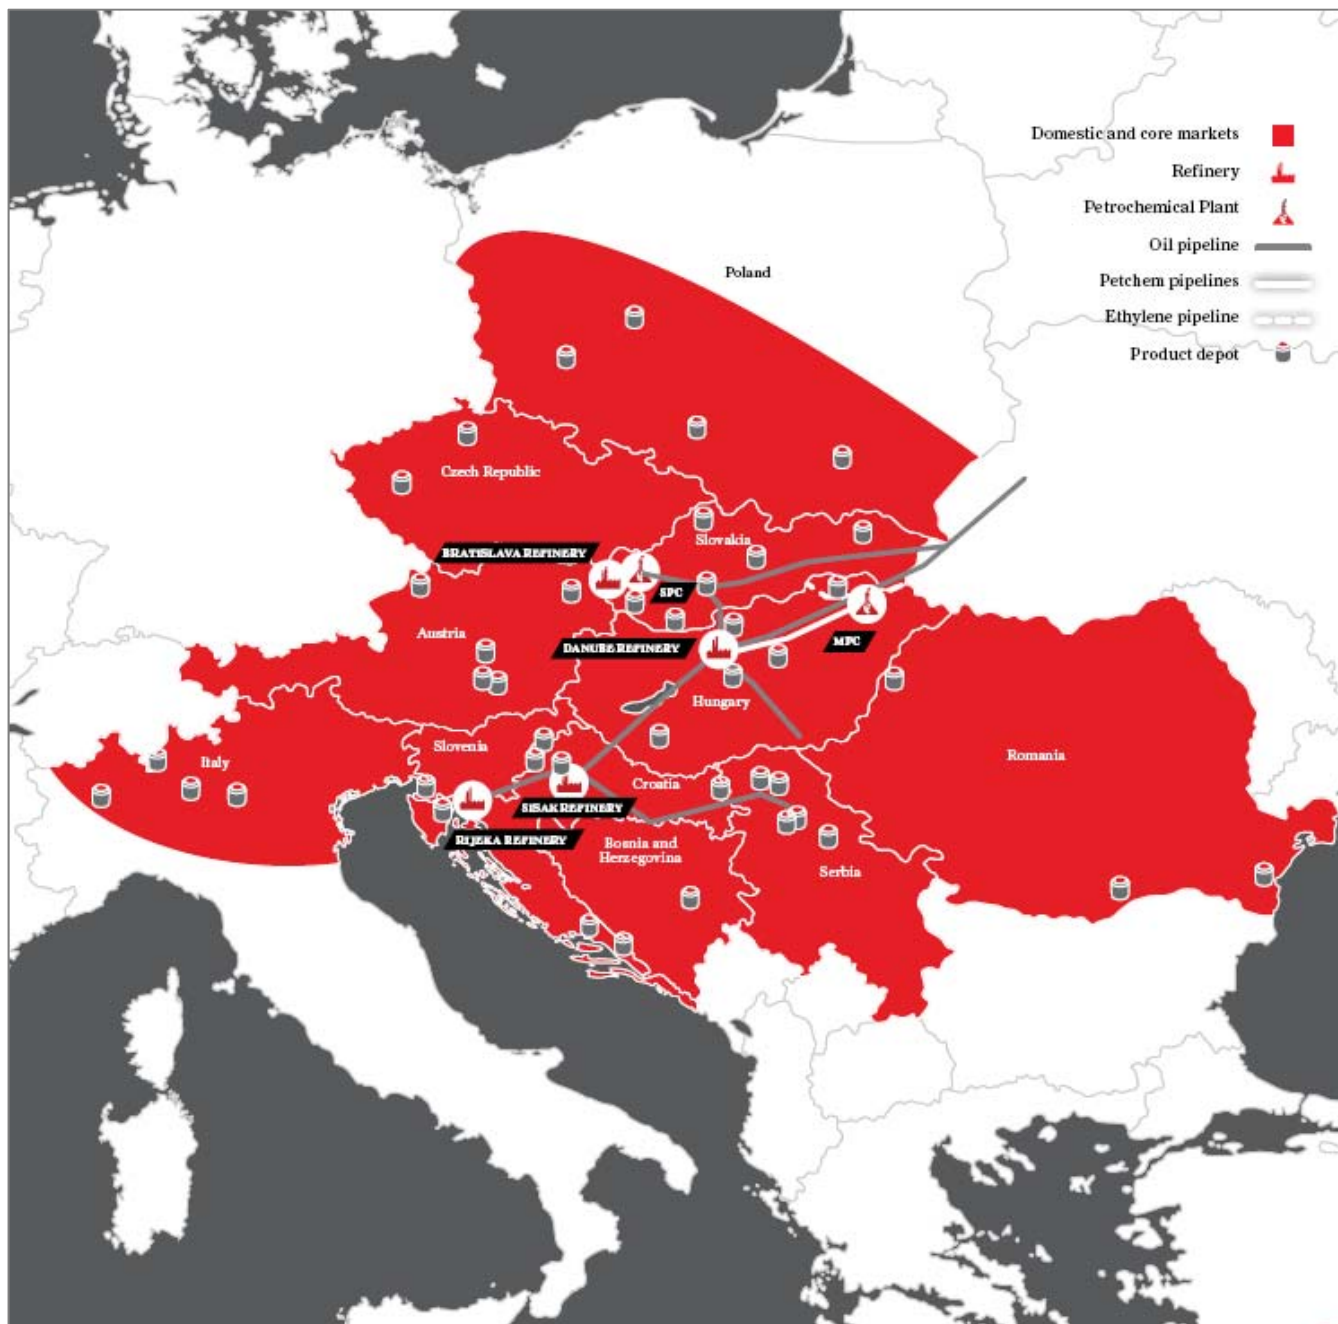 Domestic and core markets
Refinery
Petrochemical Plant
Oil pipeline
Petchem pipelines
Ethylene pipeline
Product depot
Poland
Czech Republic
Slovakia
BRATISLAVA REFINERY
SPC
Austria
DANUBE REFINERY
MPC
Hungary
Slovenia
Italy
Romania
Croatia
SISAK REFINERY
RIJEKA REFINERY
Bosnia and
Herzegovina
Serbia